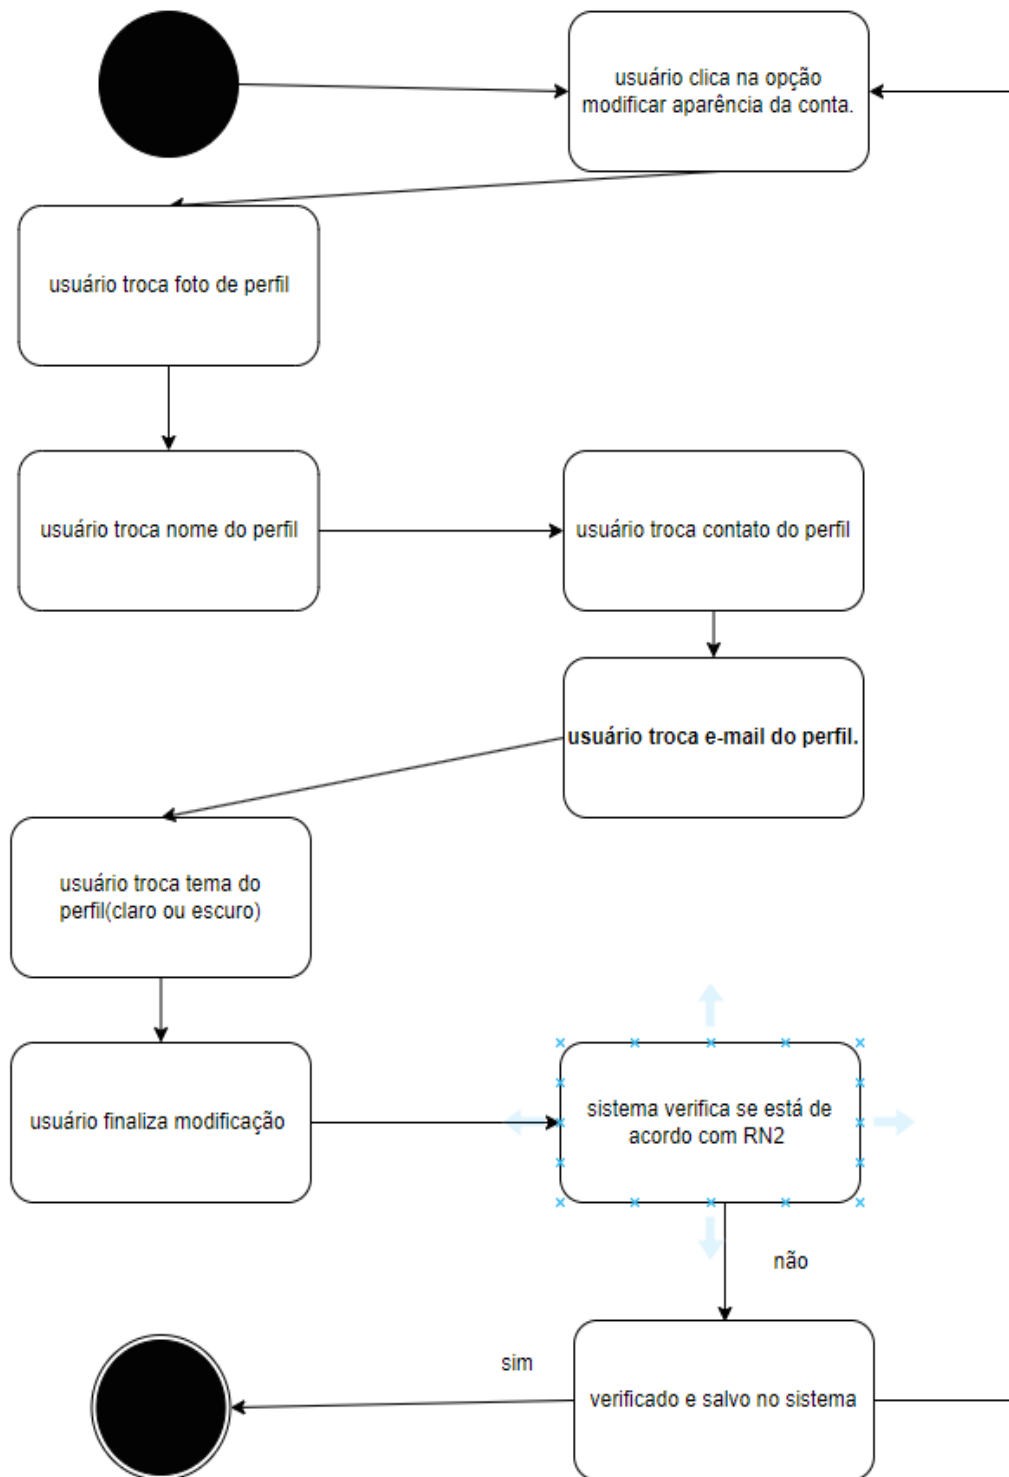 usuário clica na opção
modificar aparência da conta.
usuário troca foto de perfil
usuário troca nome do perfil
usuário troca contato do perfil
usuário troca e-mail do perfil.
usuário troca tema do
perfil(claro ou escuro)
usuário finaliza modificação
sistema verifica se está de
acordo com RN2
não
sim
verificado e salvo no sistema